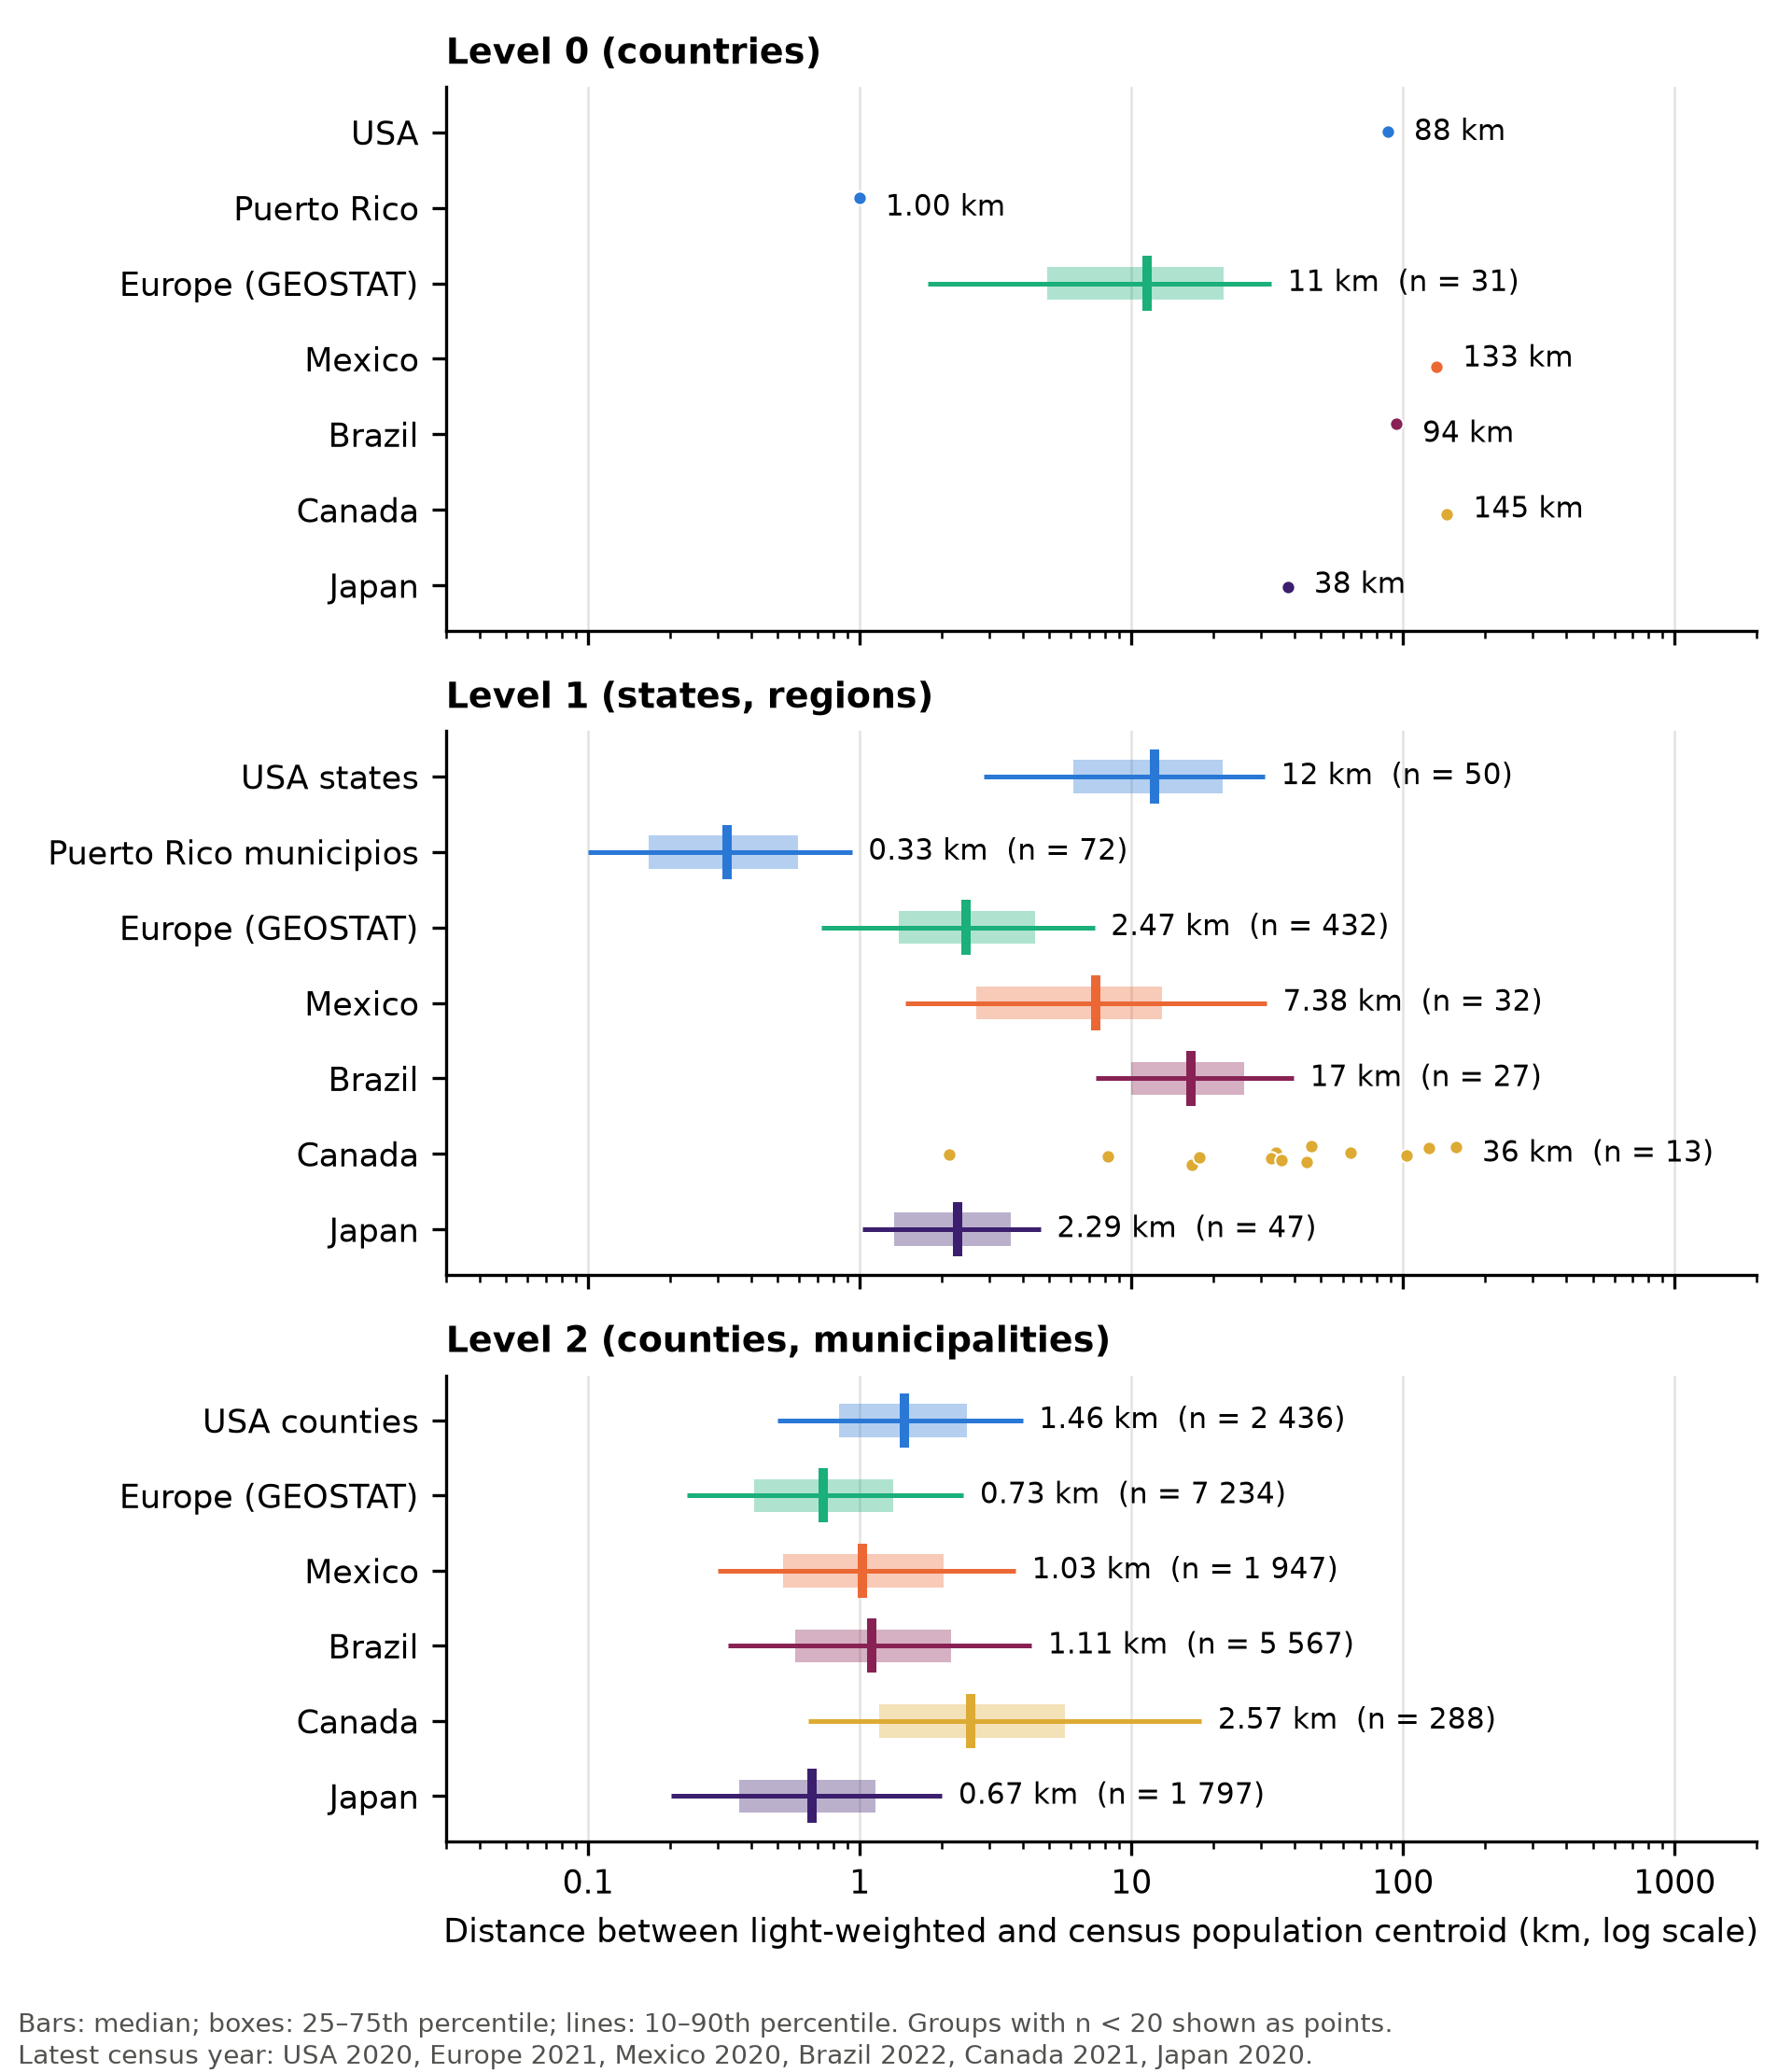 Level 0 (countries)
USA
88 km
Puerto Rico
1.00 km
Europe (GEOSTAT)
11 km (n = 31)
Mexico
133 km
Brazil
94 km
Canada
145 km
Japan
38 km
Level 1 (states, regions)
USA states
12 km (n = 50)
Puerto Rico municipios
0.33 km (n = 72)
Europe (GEOSTAT)
2.47 km (n = 432)
Mexico
7.38 km (n = 32)
Brazil
17 km (n = 27)
Canada
36 km (n = 13)
Japan
2.29 km (n = 47)
Level 2 (counties, municipalities)
USA counties
1.46 km (n = 2 436)
Europe (GEOSTAT)
0.73 km (n = 7 234)
Mexico
1.03 km (n = 1 947)
Brazil
1.11 km (n = 5 567)
Canada
2.57 km (n = 288)
Japan
0.67 km (n = 1 797)
0.1 1 10 100 1000
Distance between light-weighted and census population centroid (km, log scale)
Bars: median; boxes: 25–75th percentile; lines: 10–90th percentile. Groups with n < 20 shown as points.
Latest census year: USA 2020, Europe 2021, Mexico 2020, Brazil 2022, Canada 2021, Japan 2020.